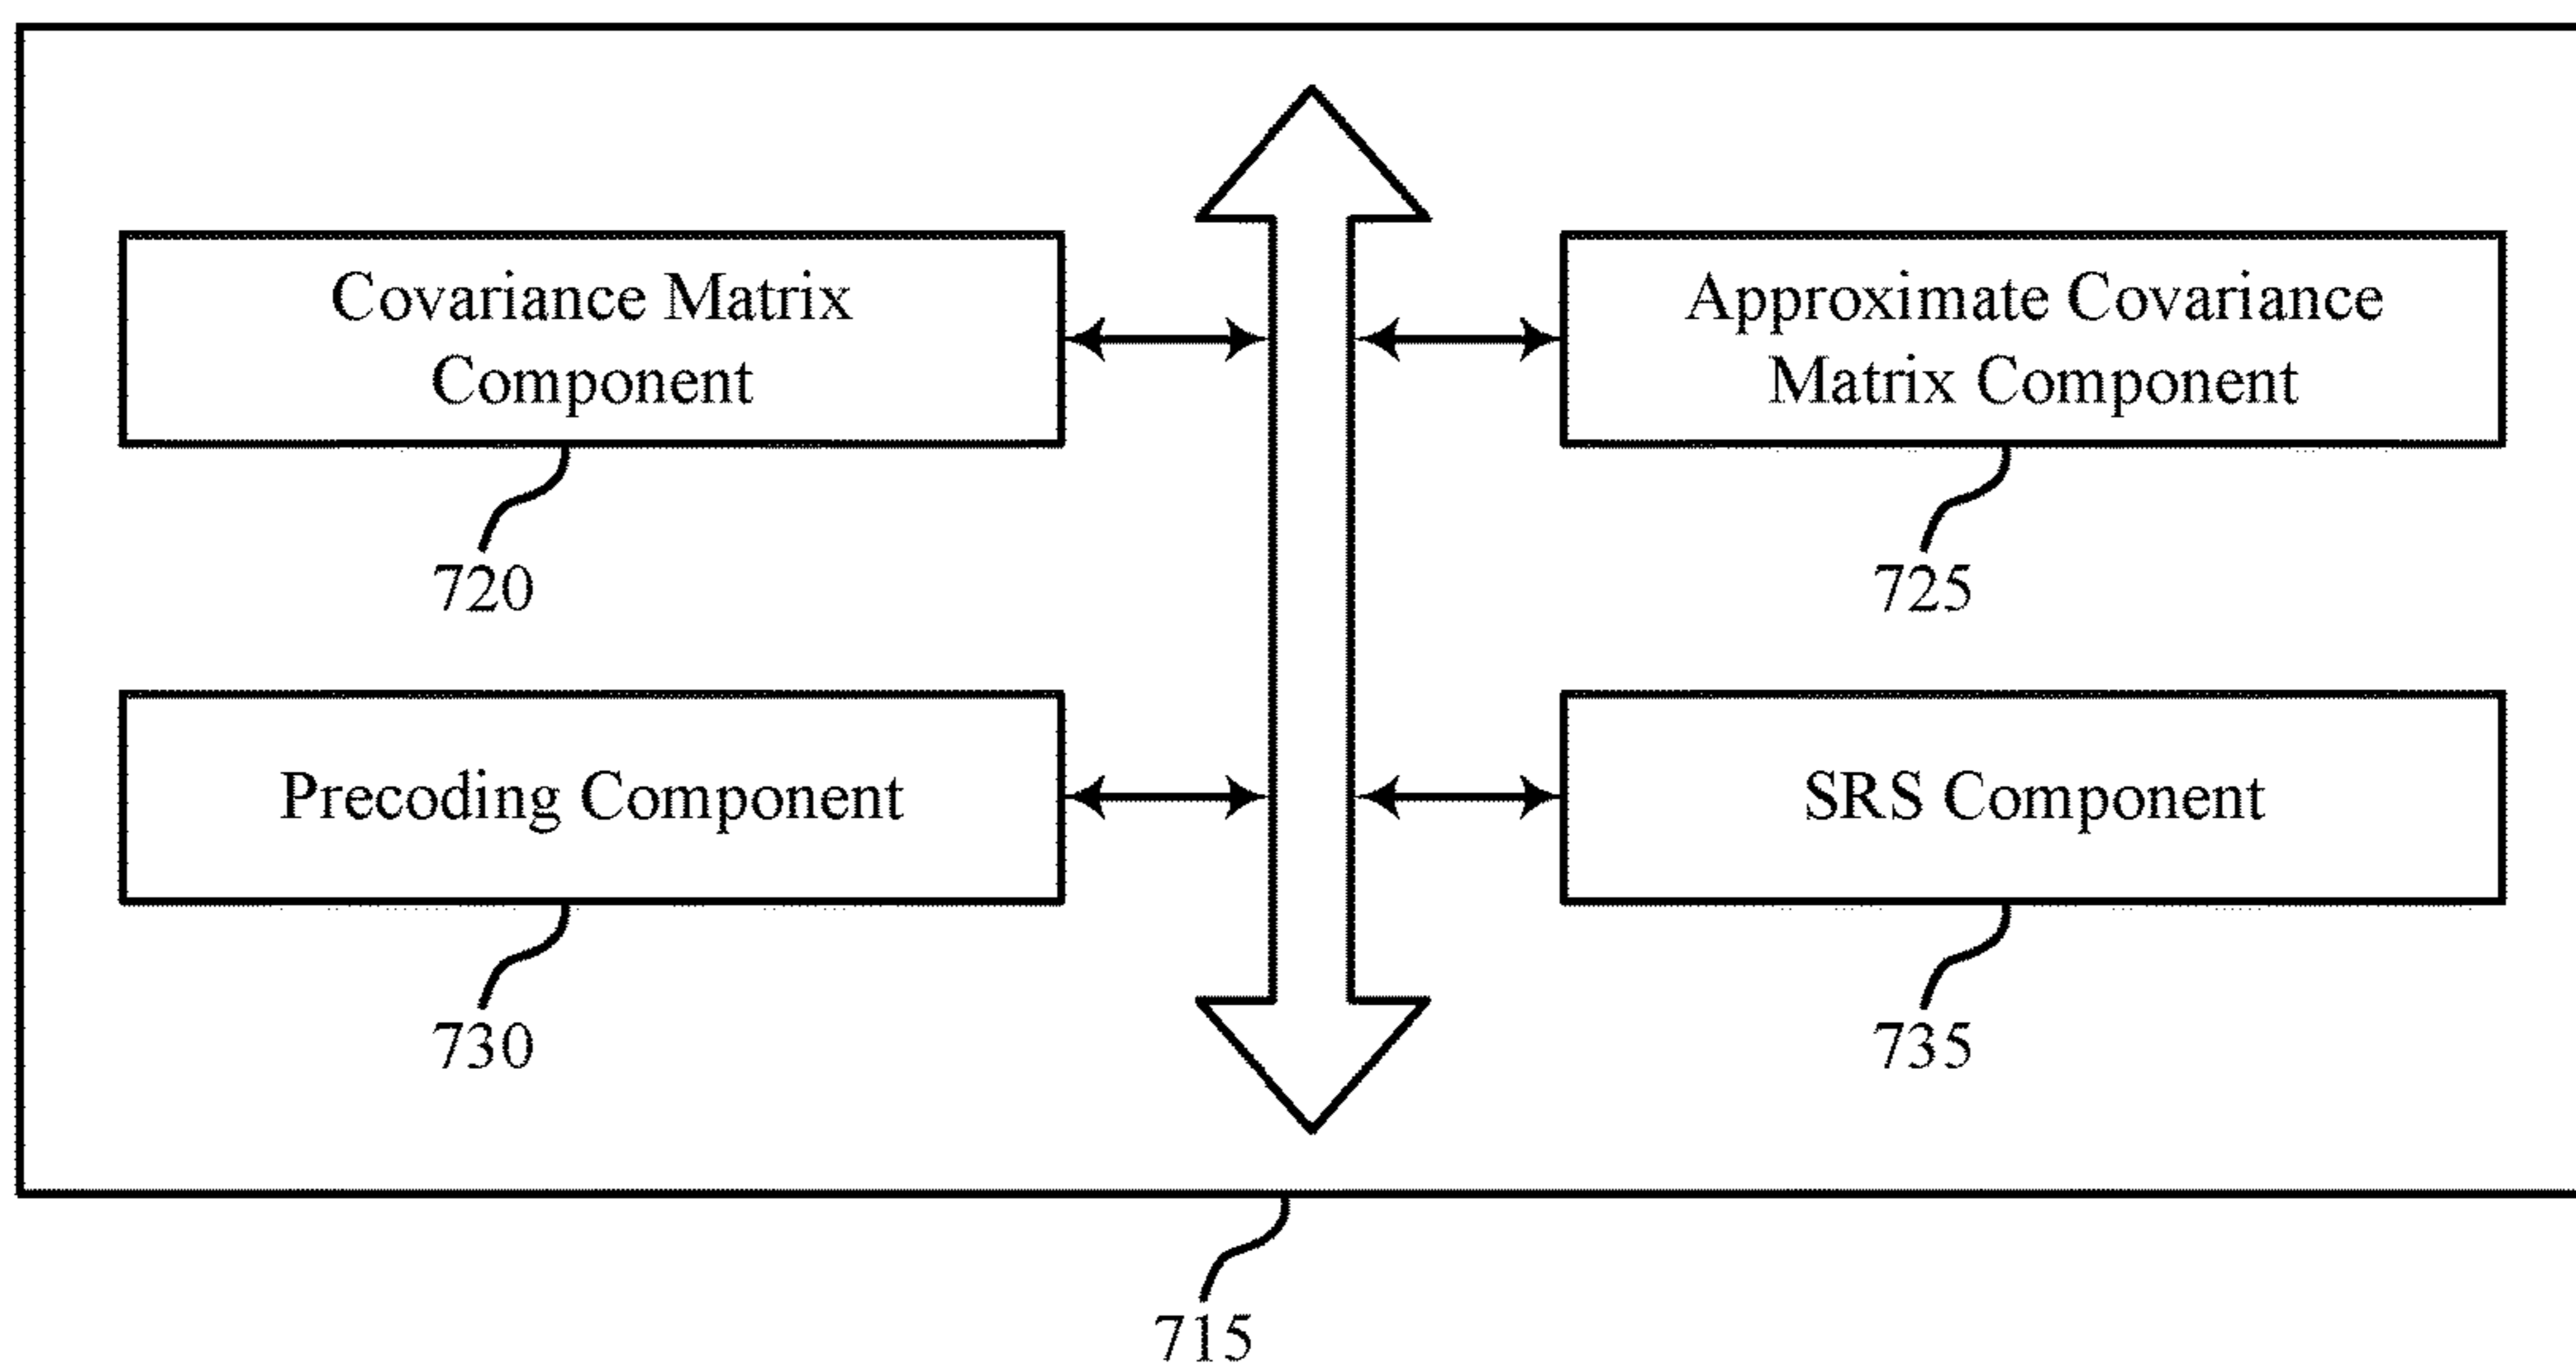 Covariance Matrix
Component
720
Approximate Covariance
Matrix Component
725
Precoding Component
730
SRS Component
735
715